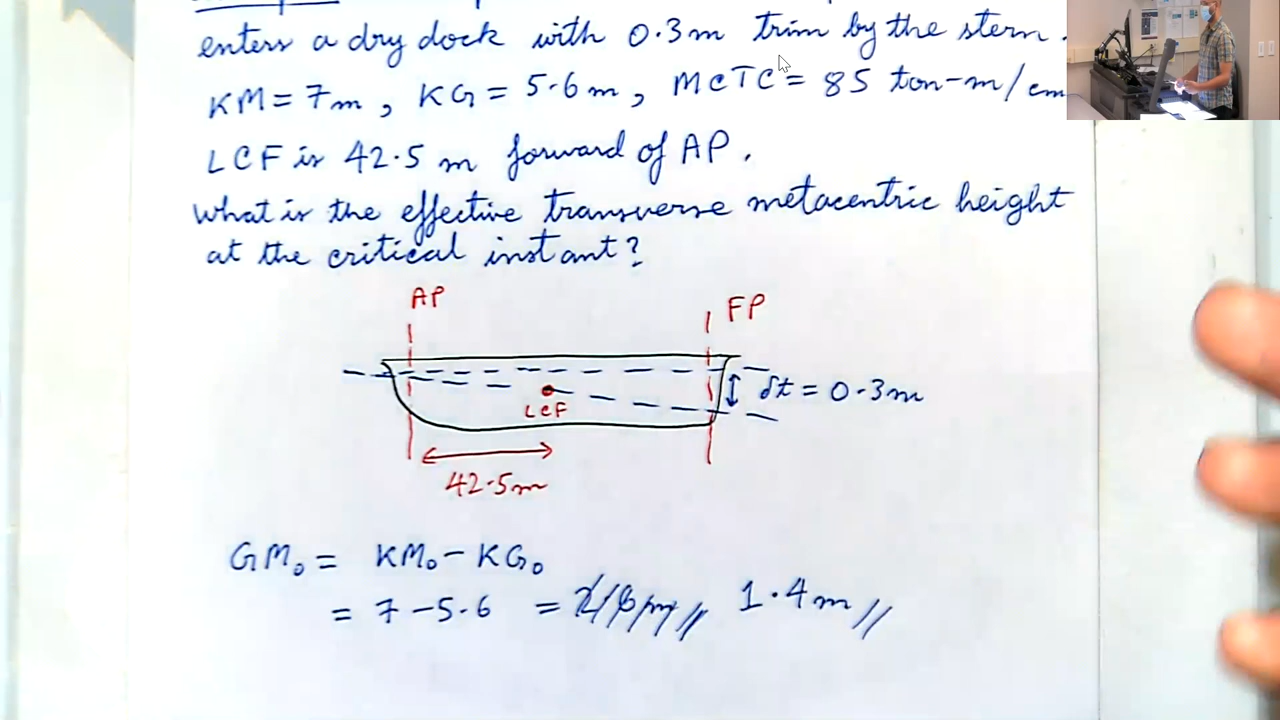 enters a dry dock with 0.3m trim by the stern.
KM = 7m, KG = 5.6m, MCTC = 85 ton-m/cm
LCF is 42.5 m forward of AP.
What is the effective transverse metacentric height
at the critical instant?
AP
FP
δt = 0.3m
LCF
42.5m
GM₀ = KM₀ - KG₀
= 7 - 5.6 = 1.4m